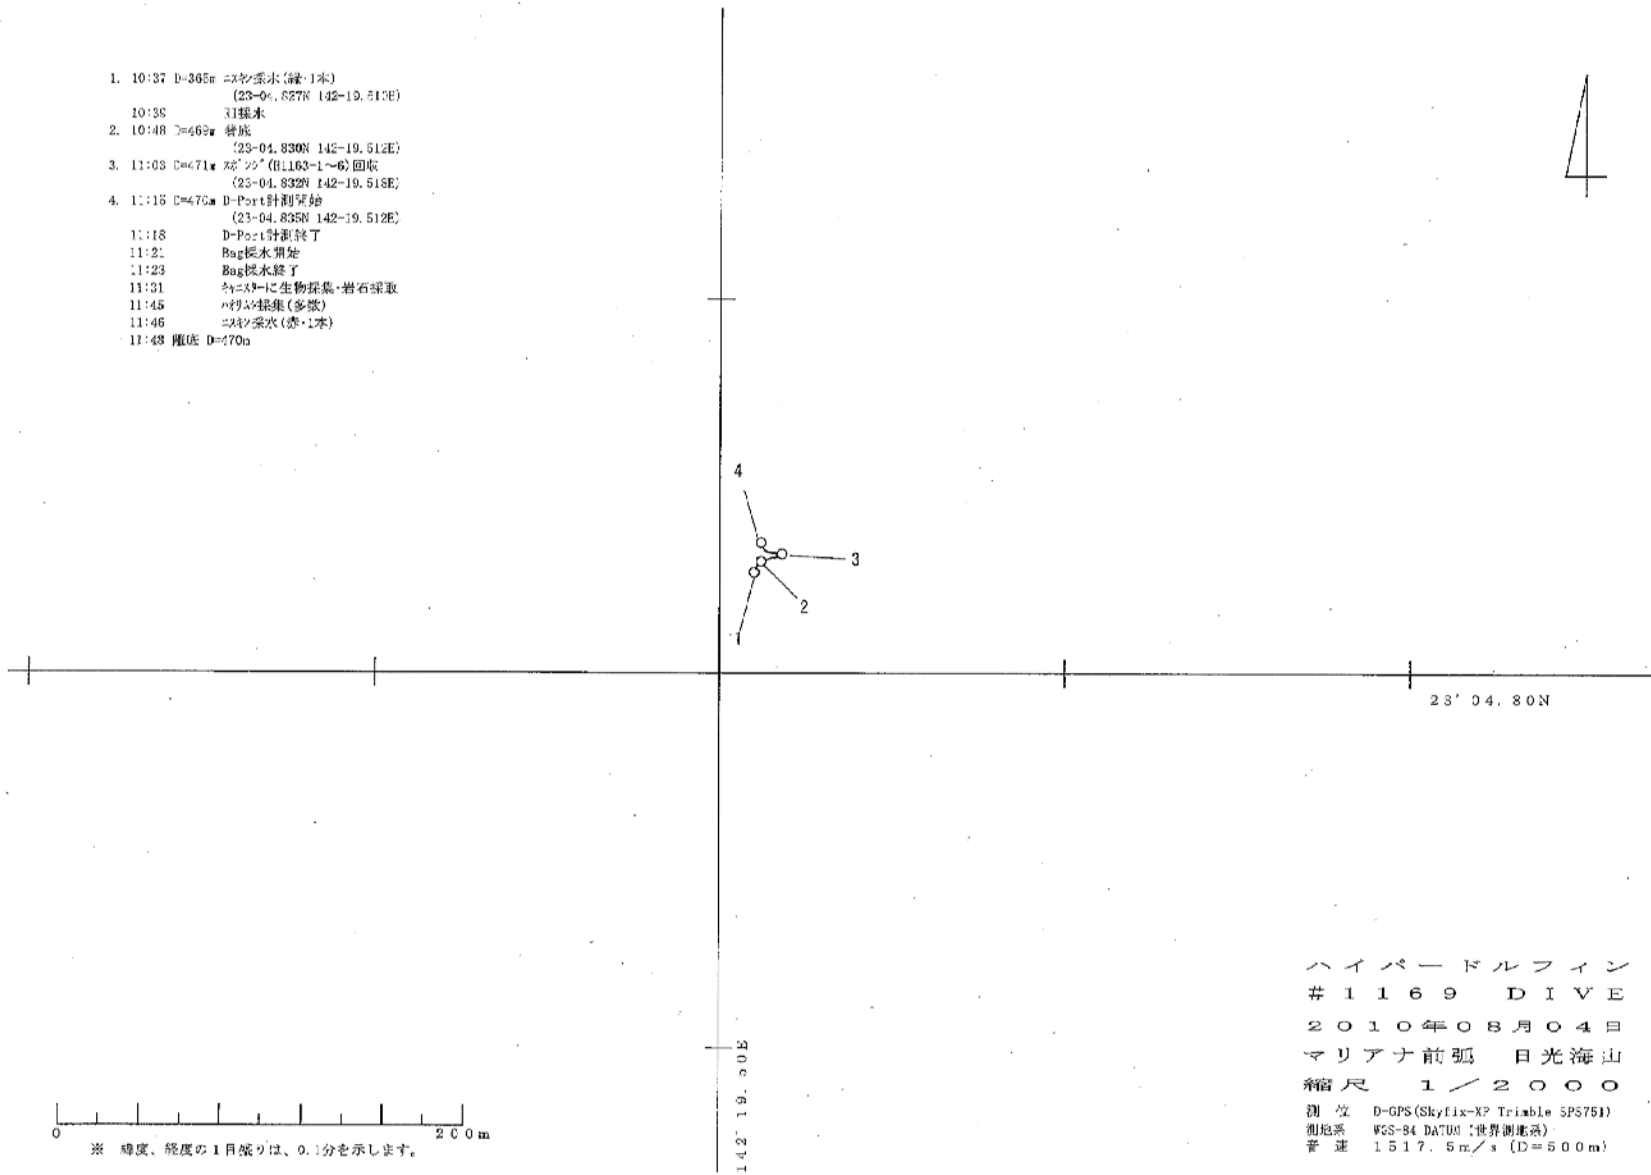 1. 10:37 D=365m ニスキン採水(緑・1本)
(23-04.827N 142-19.510E)
10:38 RI採水
2. 10:48 D=469m 着底
(23-04.830N 142-19.512E)
3. 11:03 D=471m スポンジ(H1163-1~6)回収
(23-04.832N 142-19.518E)
4. 11:16 D=470m D-Port計測開始
(23-04.835N 142-19.512E)
11:18 D-Port計測終了
11:21 Bag採水開始
11:23 Bag採水終了
11:31 キャニスターに生物採集・岩石採取
11:45 ハオリムシ採集(多数)
11:46 ニスキン採水(赤・1本)
11:48 離底 D=470m
4
3
2
1
23°04.80N
142°19.50E
0 200m
※ 緯度、経度の1目盛りは、0.1分を示します。
ハイパードルフィン
#1169 DIVE
2010年08月04日
マリアナ前弧 日光海山
縮尺 1/2000
測位 D-GPS(Skyfix-XP Trimble SPS751)
測地系 WGS-84 DATUM (世界測地系)
音速 1517.5m/s (D=500m)